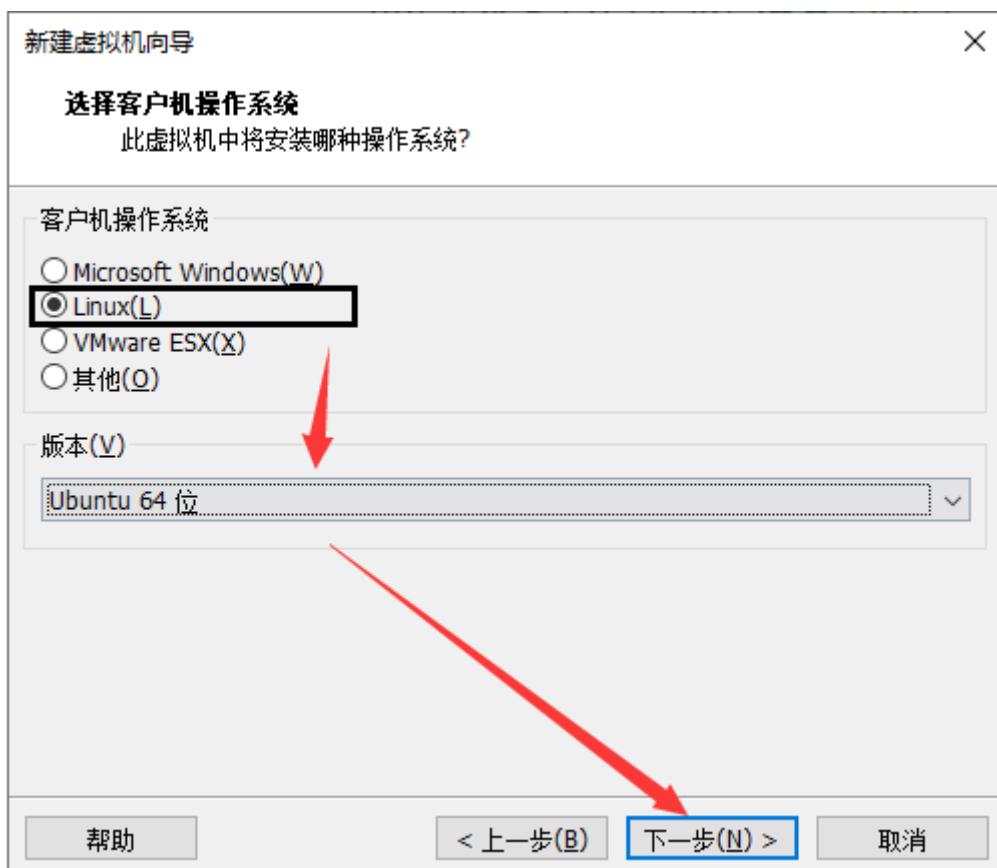 新建虚拟机向导
选择客户机操作系统
此虚拟机中将安装哪种操作系统?
客户机操作系统
Microsoft Windows(W)
Linux(L)
VMware ESX(X)
其他(O)
版本(V)
Ubuntu 64 位
帮助
< 上一步(B)
下一步(N) >
取消